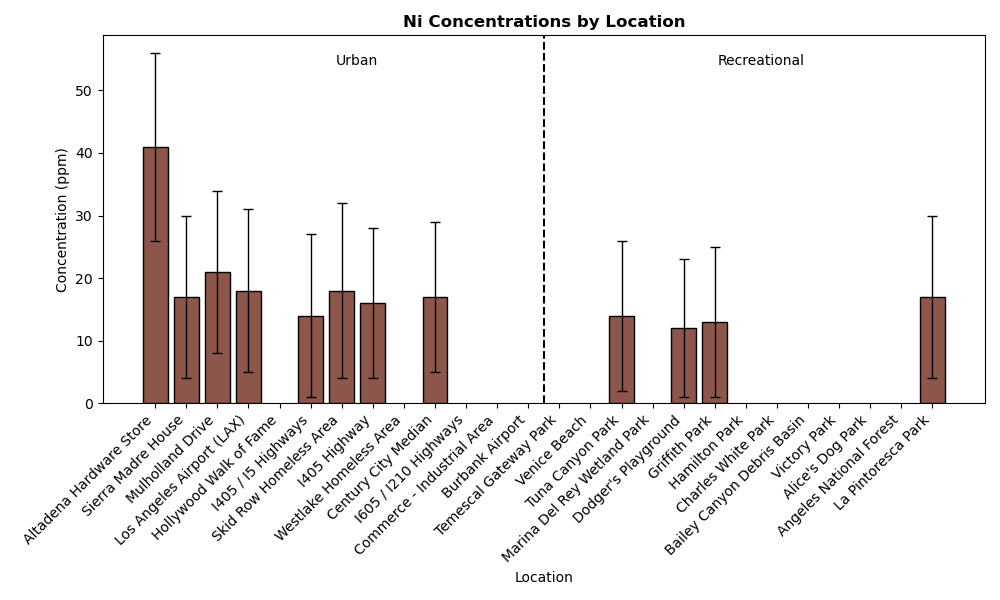 Ni Concentrations by Location
Urban
Recreational
Concentration (ppm)
50
40
30
20
10
0
Altadena Hardware Store
Sierra Madre House
Mulholland Drive
Los Angeles Airport (LAX)
Hollywood Walk of Fame
I405 / I5 Highways
Skid Row Homeless Area
I405 Highway
Westlake Homeless Area
Century City Median
I605 / I210 Highways
Commerce - Industrial Area
Burbank Airport
Temescal Gateway Park
Venice Beach
Tuna Canyon Park
Marina Del Rey Wetland Park
Dodger's Playground
Griffith Park
Hamilton Park
Charles White Park
Bailey Canyon Debris Basin
Victory Park
Alice's Dog Park
Angeles National Forest
La Pintoresca Park
Location